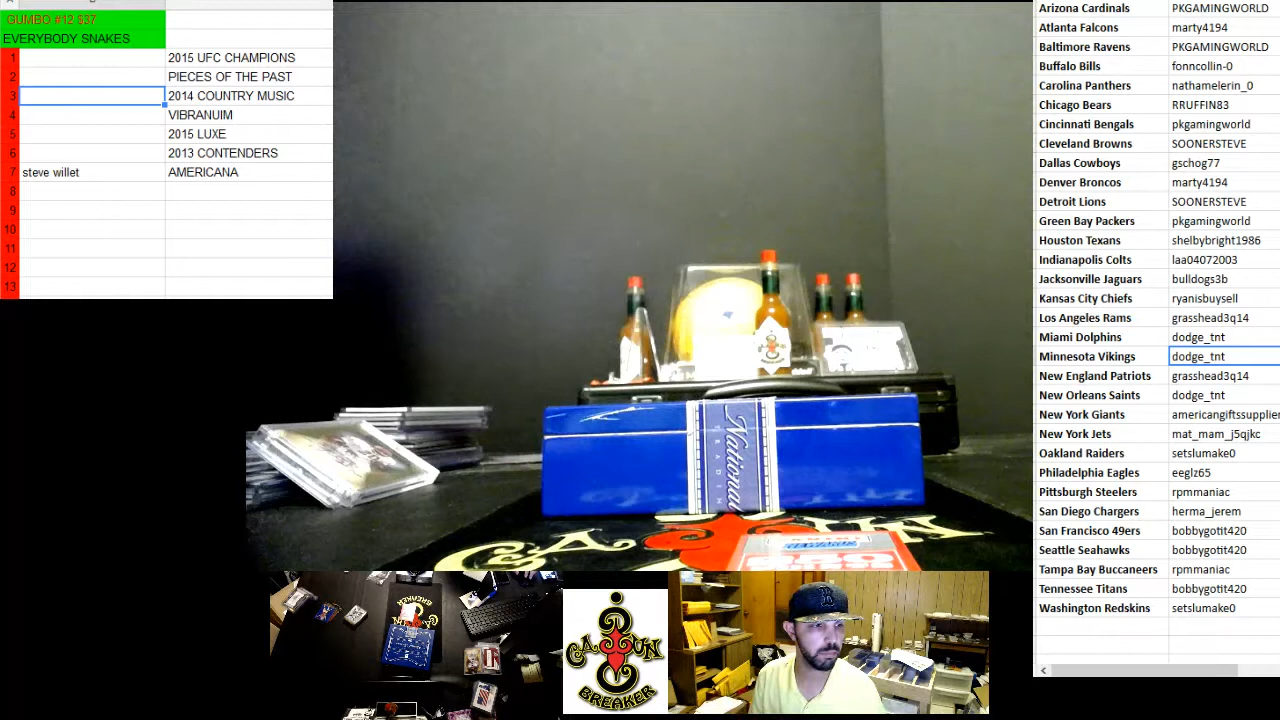 GUMBO #12 $37
EVERYBODY SNAKES
1 2015 UFC CHAMPIONS
2 PIECES OF THE PAST
3 2014 COUNTRY MUSIC
4 VIBRANUIM
5 2015 LUXE
6 2013 CONTENDERS
7 steve willet AMERICANA
8
9
10
11
12
13
Arizona Cardinals PKGAMINGWORLD
Atlanta Falcons marty4194
Baltimore Ravens PKGAMINGWORLD
Buffalo Bills fonncollin-0
Carolina Panthers nathamelerin_0
Chicago Bears RRUFFIN83
Cincinnati Bengals pkgamingworld
Cleveland Browns SOONERSTEVE
Dallas Cowboys gschog77
Denver Broncos marty4194
Detroit Lions SOONERSTEVE
Green Bay Packers pkgamingworld
Houston Texans shelbybright1986
Indianapolis Colts laa04072003
Jacksonville Jaguars bulldogs3b
Kansas City Chiefs ryanisbuysell
Los Angeles Rams grasshead3q14
Miami Dolphins dodge_tnt
Minnesota Vikings dodge_tnt
New England Patriots grasshead3q14
New Orleans Saints dodge_tnt
New York Giants americangiftssupplie
New York Jets mat_mam_j5qjkc
Oakland Raiders setslumake0
Philadelphia Eagles eeglz65
Pittsburgh Steelers rpmmaniac
San Diego Chargers herma_jerem
San Francisco 49ers bobbygotit420
Seattle Seahawks bobbygotit420
Tampa Bay Buccaneers rpmmaniac
Tennessee Titans bobbygotit420
Washington Redskins setslumake0
National
CAJUN
CAJUN
BREAKER